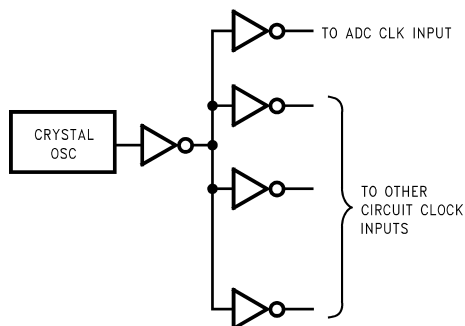 TO ADC CLK INPUT
CRYSTAL
OSC
TO OTHER
CIRCUIT CLOCK
INPUTS